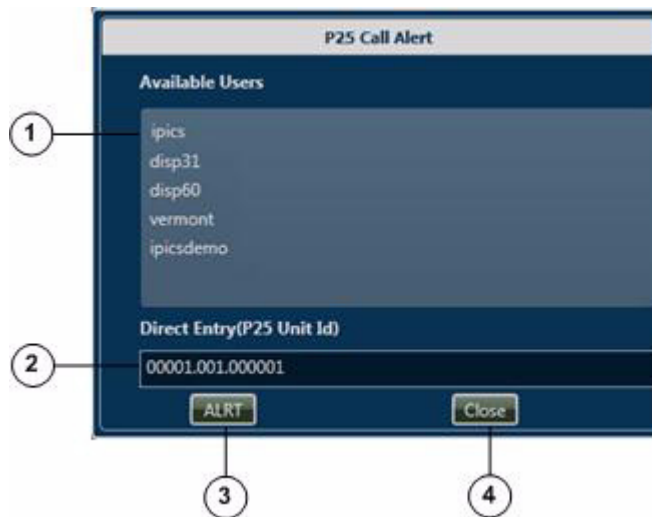 P25 Call Alert
Available Users
1
ipics
disp31
disp60
vermont
ipicsdemo
Direct Entry(P25 Unit Id)
2
00001.001.000001
ALRT
Close
3
4